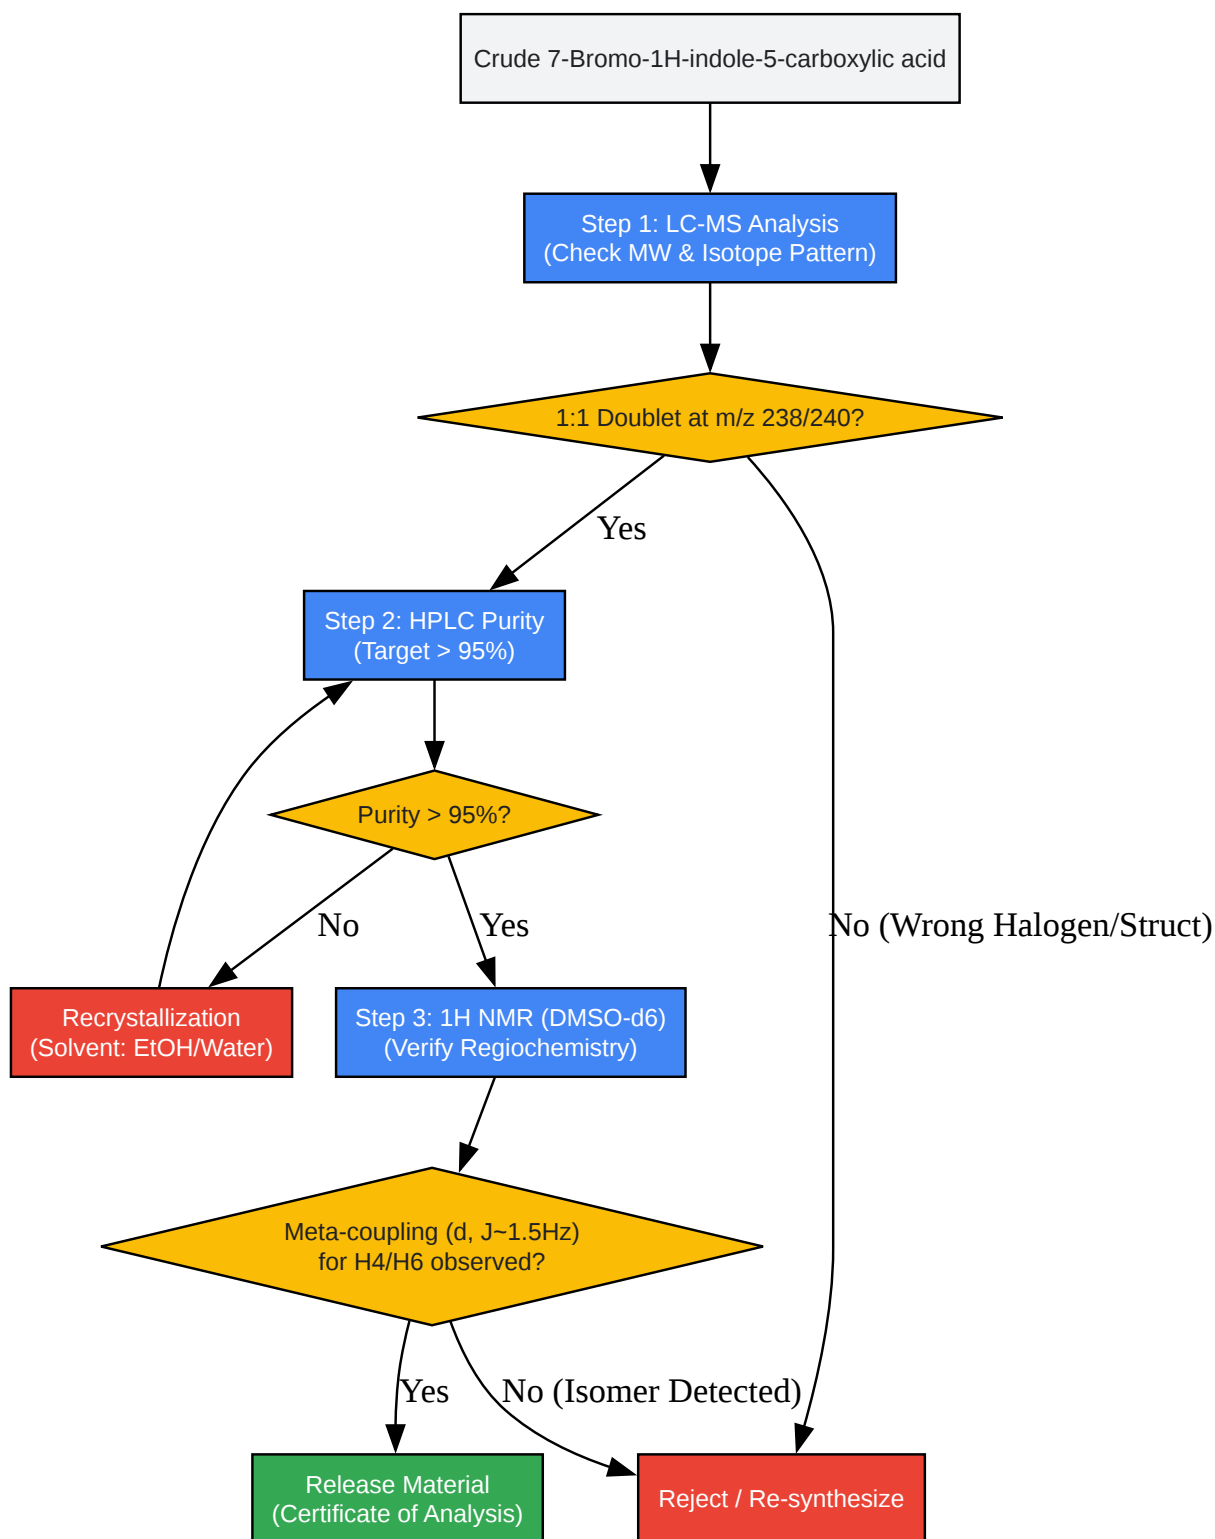 Crude 7-Bromo-1H-indole-5-carboxylic acid
Step 1: LC-MS Analysis
(Check MW & Isotope Pattern)
1:1 Doublet at m/z 238/240?
Yes
Step 2: HPLC Purity
(Target > 95%)
Purity > 95%?
No
Yes
No (Wrong Halogen/Struct)
Recrystallization
(Solvent: EtOH/Water)
Step 3: 1H NMR (DMSO-d6)
(Verify Regiochemistry)
Meta-coupling (d, J~1.5Hz)
for H4/H6 observed?
Yes
No (Isomer Detected)
Release Material
(Certificate of Analysis)
Reject / Re-synthesize